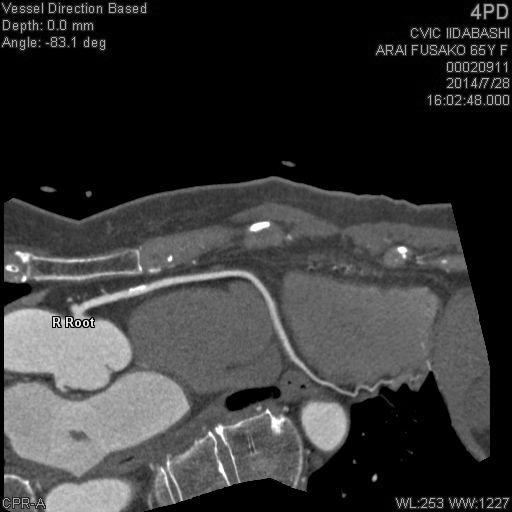 Vessel Direction Based
Depth: 0.0 mm
Angle: -83.1 deg
4PD
CVIC IIDABASHI
ARAI FUSAKO 65Y F
00020911
2014/7/28
16:02:48.000
R Root
CPR-A
WL:253 WW:1227